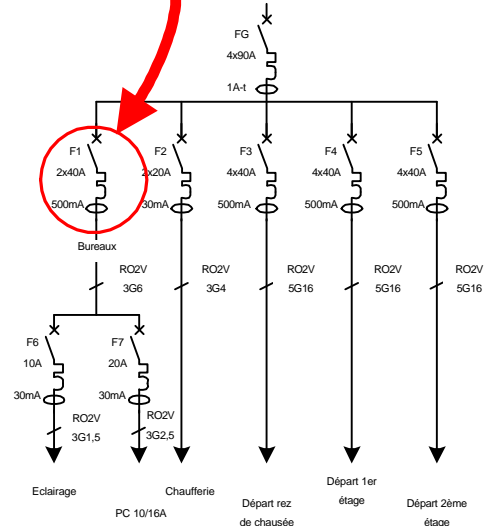 FG
4x90A
1A-t
F1
F2
F3
F4
F5
2x40A
2x20A
4x40A
4x40A
4x40A
500mA
30mA
500mA
500mA
500mA
Bureaux
RO2V
3G6
RO2V
3G4
RO2V
5G16
RO2V
5G16
RO2V
5G16
F6
10A
30mA
F7
20A
30mA
RO2V
3G1,5
RO2V
3G2,5
Eclairage
PC 10/16A
Chaufferie
Départ rez
de chausée
Départ 1er
étage
Départ 2ème
étage